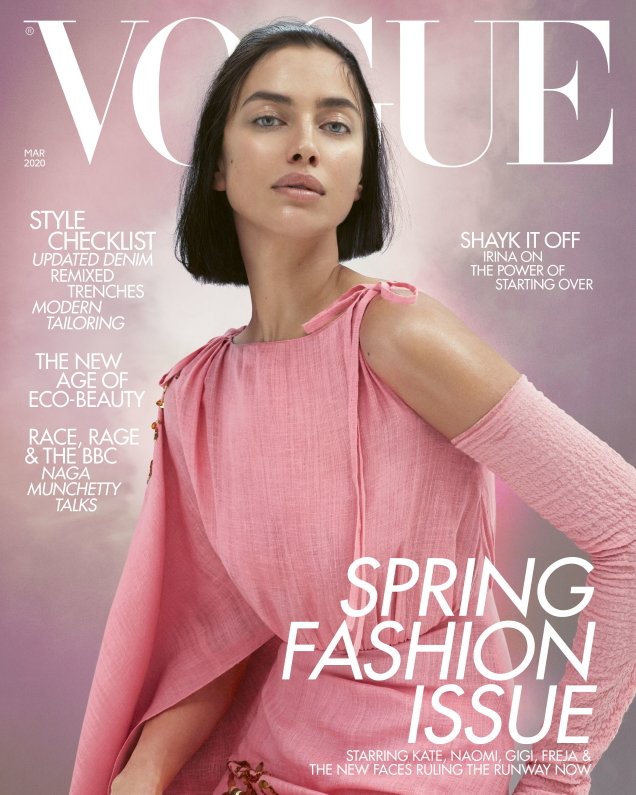 VOGUE
®
MAR
2020
STYLE
CHECKLIST
UPDATED DENIM
REMIXED
TRENCHES
MODERN
TAILORING
THE NEW
AGE OF
ECO-BEAUTY
RACE, RAGE
& THE BBC
NAGA
MUNCHETTY
TALKS
SHAYK IT OFF
IRINA ON
THE POWER OF
STARTING OVER
SPRING
FASHION
ISSUE
STARRING KATE, NAOMI, GIGI, FREJA &
THE NEW FACES RULING THE RUNWAY NOW